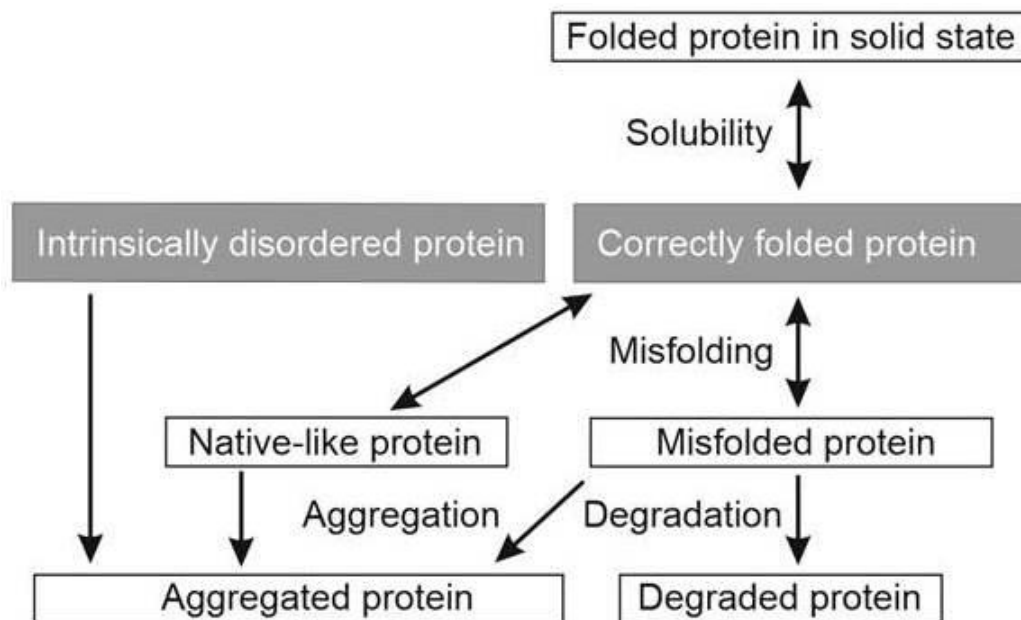 Folded protein in solid state
Solubility
Intrinsically disordered protein
Correctly folded protein
Misfolding
Native-like protein
Misfolded protein
Aggregation
Degradation
Aggregated protein
Degraded protein